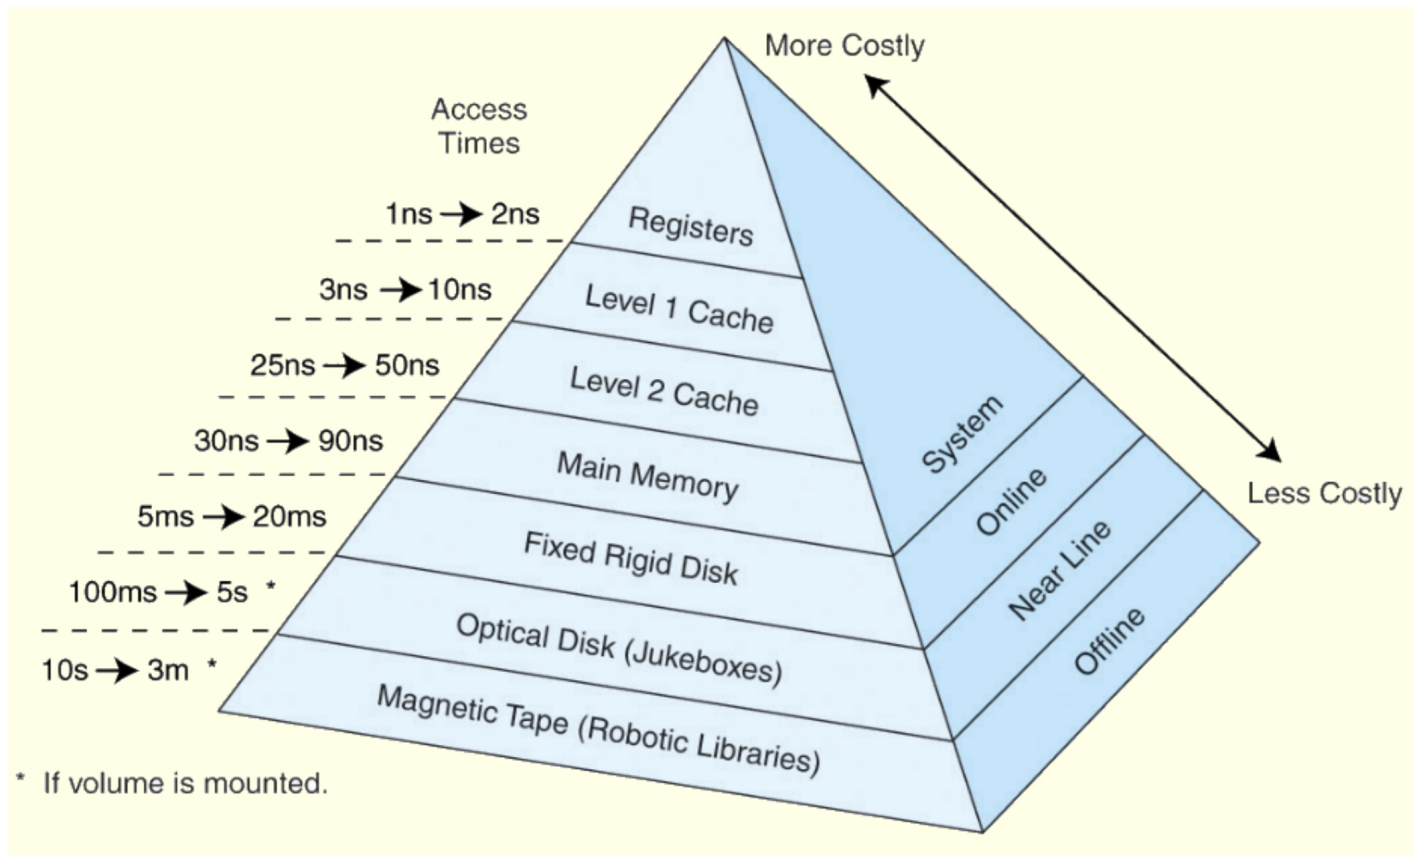 More Costly
Access
Times
1ns → 2ns
Registers
3ns → 10ns
Level 1 Cache
25ns → 50ns
Level 2 Cache
30ns → 90ns
Main Memory
System
5ms → 20ms
Fixed Rigid Disk
Online
Less Costly
100ms → 5s *
Optical Disk (Jukeboxes)
Near Line
10s → 3m *
Magnetic Tape (Robotic Libraries)
Offline
* If volume is mounted.